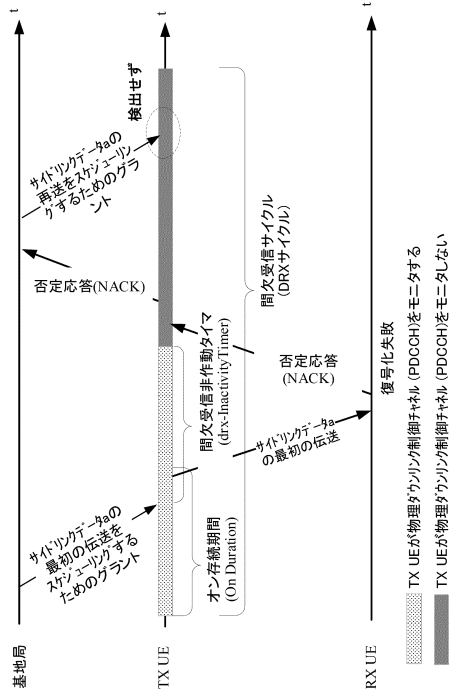 基地局
t
サイドリンクデータaの
最初の伝送を
スケジューリングする
ためのグラント
否定応答(NACK)
サイドリンクデータaの
再送をスケジューリン
グするためのグラ
ント
TX UE
t
検出せず
オン存続期間
(On Duration)
間欠受信非作動タイマ
(drx-InactivityTimer)
間欠受信サイクル
(DRXサイクル)
サイドリンクデータa
の最初の伝送
否定応答
(NACK)
RX UE
t
復号化失敗
TX UEが物理ダウンリンク制御チャネル (PDCCH)をモニタする
TX UEが物理ダウンリンク制御チャネル (PDCCH)をモニタしない